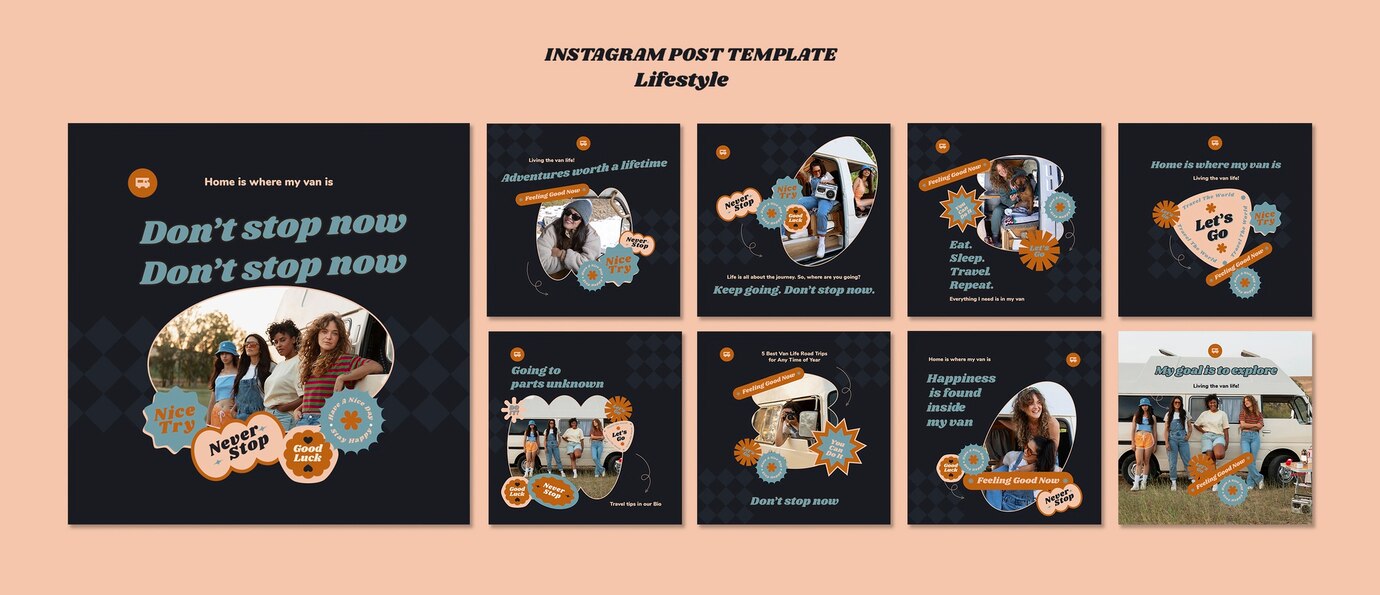 INSTAGRAM POST TEMPLATE
Lifestyle
Home is where my van is
Don't stop now
Don't stop now
Nice
Try
Never
Stop
Good
Luck
Have A Nice Day
Stay Happy
Living the van life!
Adventures worth a lifetime
Feeling Good Now
Never
Stop
Nice
Try
Never
Stop
Nice
Try
Good
Luck
Life is all about the journey. So, where are you going?
Keep going. Don't stop now.
Feeling Good Now
You
Can
Do It
Let's
Go
Eat.
Sleep.
Travel.
Repeat.
Everything I need is in my van
Home is where my van is
Living the van life!
Travel The World
Travel The World
Travel The World
Let's
Go
Nice
Try
Feeling Good Now
Going to
parts unknown
Let's
Go
Good
Luck
Never
Stop
Travel tips in our Bio
5 Best Van Life Road Trips
for Any Time of Year
Feeling Good Now
You
Can
Do It
Don't stop now
Home is where my van is
Happiness
is found
inside
my van
Good
Luck
Feeling Good Now
Never
Stop
My goal is to explore
Living the van life!
Feeling Good Now